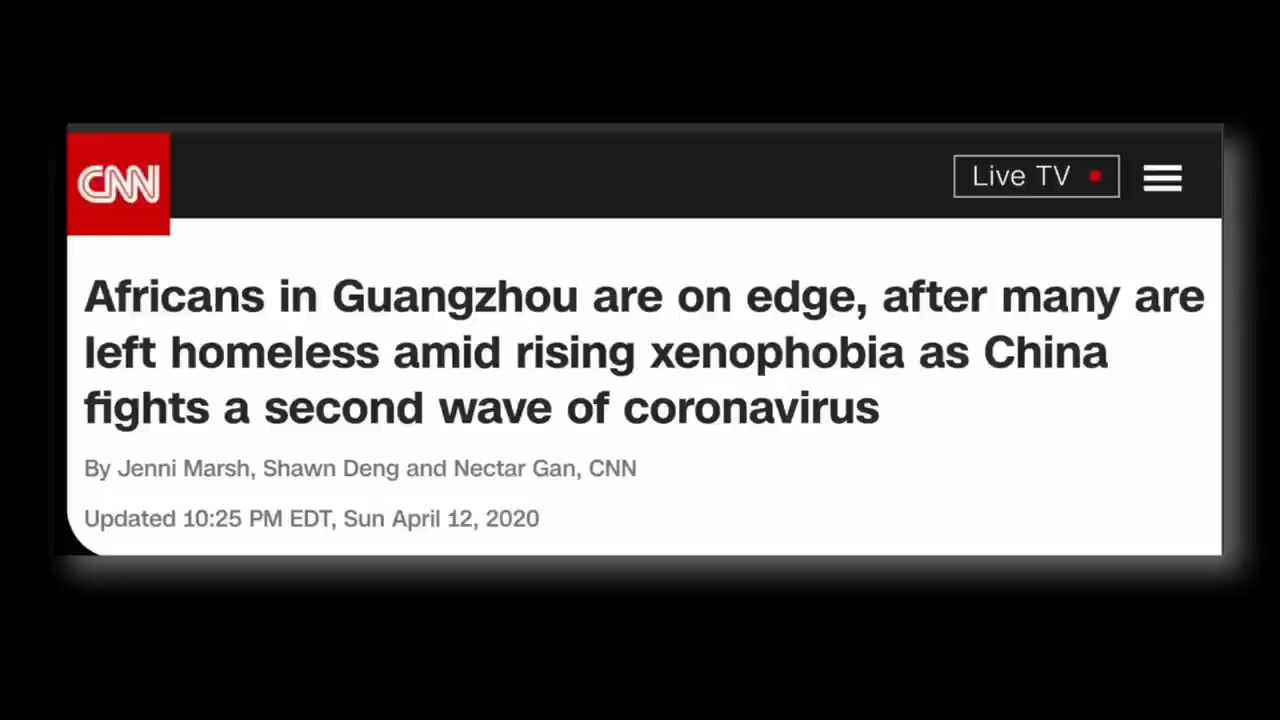 CNN
Live TV
Africans in Guangzhou are on edge, after many are
left homeless amid rising xenophobia as China
fights a second wave of coronavirus
By Jenni Marsh, Shawn Deng and Nectar Gan, CNN
Updated 10:25 PM EDT, Sun April 12, 2020